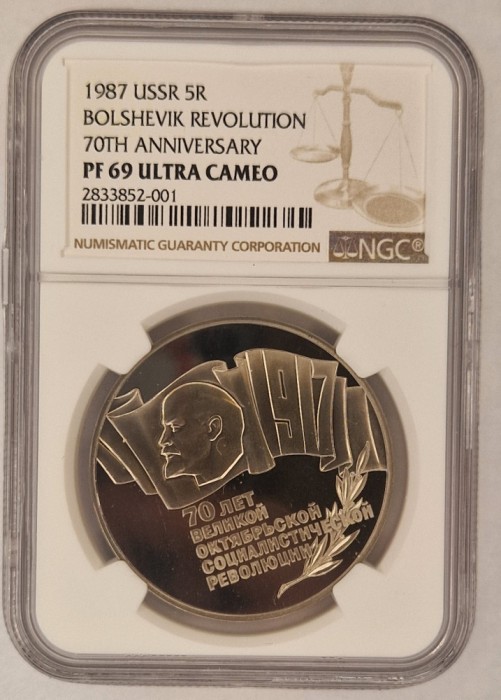 1987 USSR 5R
BOLSHEVIK REVOLUTION
70TH ANNIVERSARY
PF 69 ULTRA CAMEO
2833852-001
NUMISMATIC GUARANTY CORPORATION
NGC®
1917
70 ЛЕТ
ВЕЛИКОЙ
ОКТЯБРЬСКОЙ
СОЦИАЛИСТИЧЕСКОЙ
РЕВОЛЮЦИИ